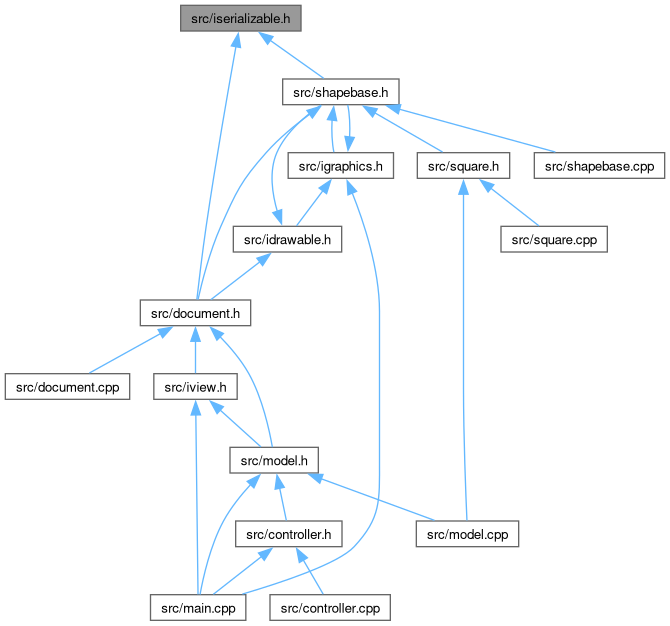 src/iserializable.h
src/shapebase.h
src/igraphics.h
src/square.h
src/shapebase.cpp
src/idrawable.h
src/square.cpp
src/document.h
src/document.cpp
src/iview.h
src/model.h
src/controller.h
src/model.cpp
src/main.cpp
src/controller.cpp